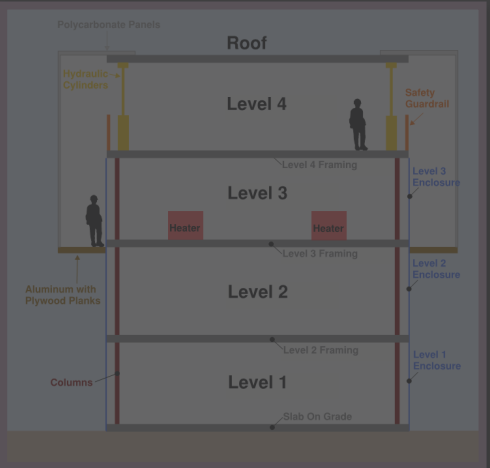 Polycarbonate Panels
Roof
Hydraulic
Cylinders
Level 4
Safety
Guardrail
Level 4 Framing
Level 3
Level 3
Enclosure
Heater
Heater
Level 3 Framing
Level 2
Enclosure
Aluminum with
Plywood Planks
Level 2
Level 2 Framing
Level 1
Enclosure
Columns
Level 1
Slab On Grade